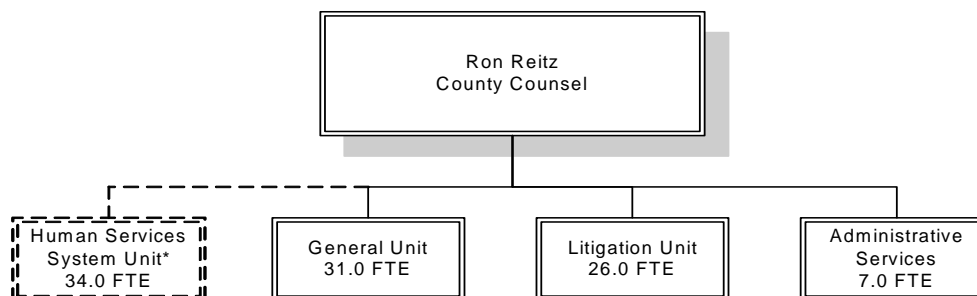 Ron Reitz
County Counsel
Human Services
System Unit*
34.0 FTE
General Unit
31.0 FTE
Litigation Unit
26.0 FTE
Administrative
Services
7.0 FTE